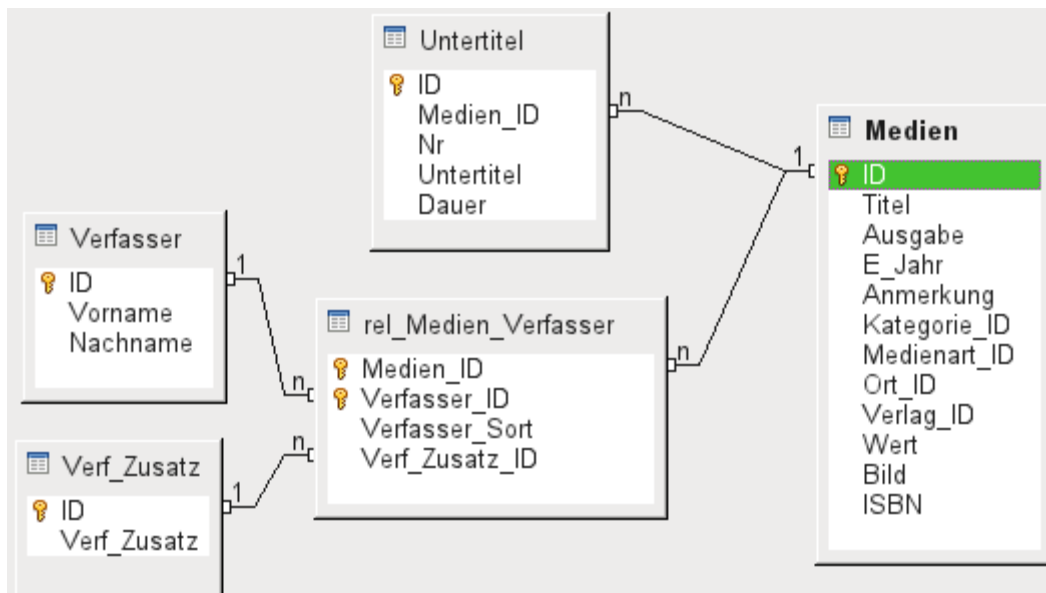 Untertitel
ID
Medien_ID
Nr
Untertitel
Dauer
n
1
Medien
ID
Titel
Ausgabe
E_Jahr
Anmerkung
Kategorie_ID
Medienart_ID
Ort_ID
Verlag_ID
Wert
Bild
ISBN
Verfasser
ID
Vorname
Nachname
1
n
rel_Medien_Verfasser
Medien_ID
Verfasser_ID
Verfasser_Sort
Verf_Zusatz_ID
n
n
Verf_Zusatz
ID
Verf_Zusatz
1